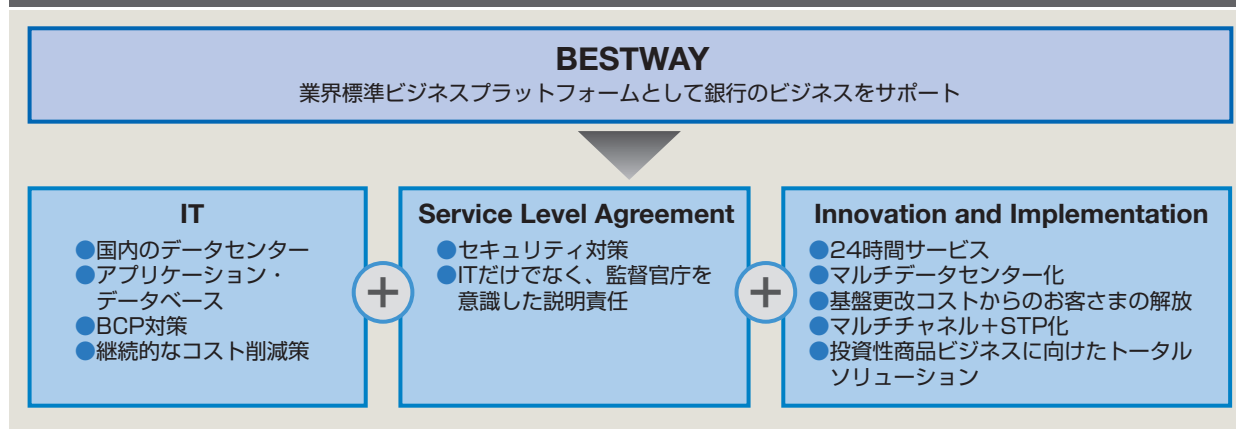 BESTWAY
業界標準ビジネスプラットフォームとして銀行のビジネスをサポート
IT
●国内のデータセンター
●アプリケーション・
データベース
●BCP対策
●継続的なコスト削減策
+
Service Level Agreement
●セキュリティ対策
●ITだけでなく、監督官庁を
意識した説明責任
+
Innovation and Implementation
●24時間サービス
●マルチデータセンター化
●基盤更改コストからのお客さまの解放
●マルチチャネル+STP化
●投資性商品ビジネスに向けたトータル
ソリューション